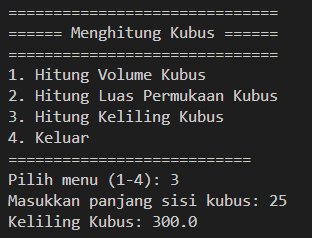 ==============================
====== Menghitung Kubus ======
==============================
1. Hitung Volume Kubus
2. Hitung Luas Permukaan Kubus
3. Hitung Keliling Kubus
4. Keluar
===========================
Pilih menu (1-4): 3
Masukkan panjang sisi kubus: 25
Keliling Kubus: 300.0